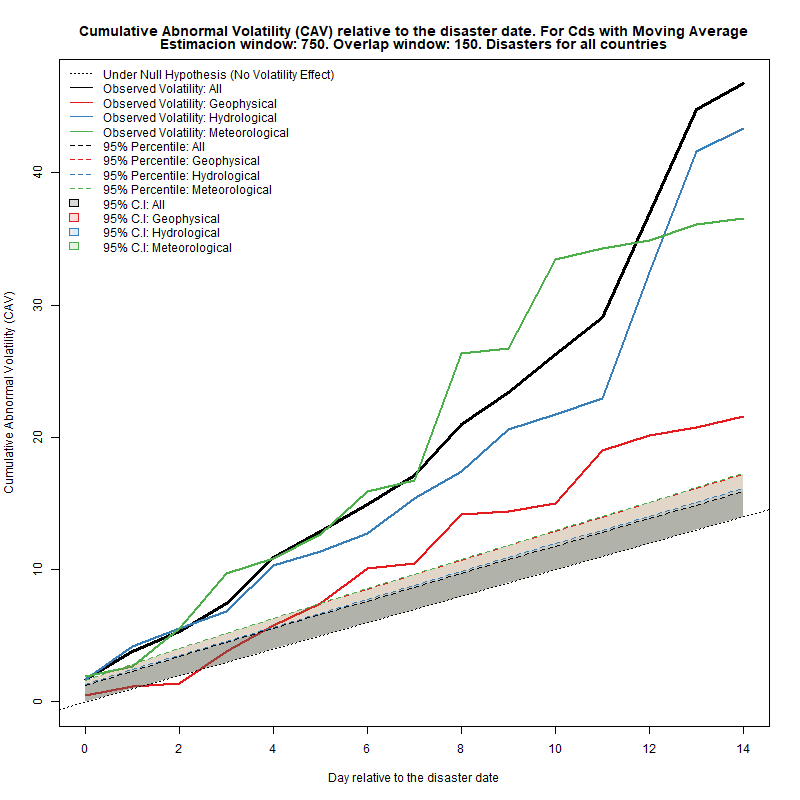 Cumulative Abnormal Volatility (CAV) relative to the disaster date. For Cds with Moving Average
Estimacion window: 750. Overlap window: 150. Disasters for all countries
Under Null Hypothesis (No Volatility Effect)
Observed Volatility: All
Observed Volatility: Geophysical
Observed Volatility: Hydrological
Observed Volatility: Meteorological
95% Percentile: All
95% Percentile: Geophysical
95% Percentile: Hydrological
95% Percentile: Meteorological
95% C.I: All
95% C.I: Geophysical
95% C.I: Hydrological
95% C.I: Meteorological
Cumulative Abnormal Volatility (CAV)
40
30
20
10
0
0 2 4 6 8 10 12 14
Day relative to the disaster date